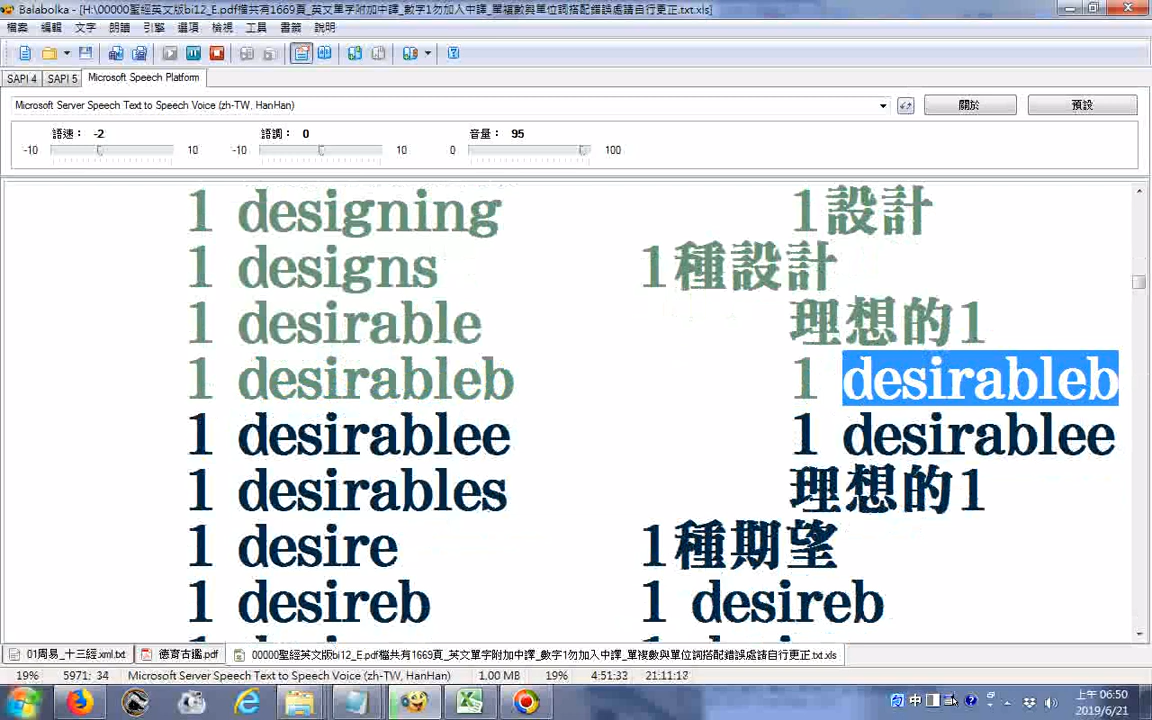 Balabolka - [H:\00000聖經英文版bi12_E.pdf檔共有1669頁_英文單字附加中譯_數字1勿加入中譯_單複數與單位詞搭配錯誤處請自行更正.txt.xls]
檔案 編輯 文字 朗讀 引擎 選項 檢視 工具 書籤 說明
SAPI 4 SAPI 5 Microsoft Speech Platform
Microsoft Server Speech Text to Speech Voice (zh-TW, HanHan) 關於 預設
語速： -2 語調： 0 音量： 95
-10 10 -10 10 0 100
1 designing 1設計
1 designs 1種設計
1 desirable 理想的1
1 desirableb 1 desirableb
1 desirablee 1 desirablee
1 desirables 理想的1
1 desire 1種期望
1 desireb 1 desireb
01周易_十三經.xml.txt 德育古鑑.pdf 00000聖經英文版bi12_E.pdf檔共有1669頁_英文單字附加中譯_數字1勿加入中譯_單複數與單位詞搭配錯誤處請自行更正.txt.xls
19% 5971: 34 Microsoft Server Speech Text to Speech Voice (zh-TW, HanHan) 1,00 MB 19% 4:51:33 21:11:13
中 上午 06:50
2019/6/21